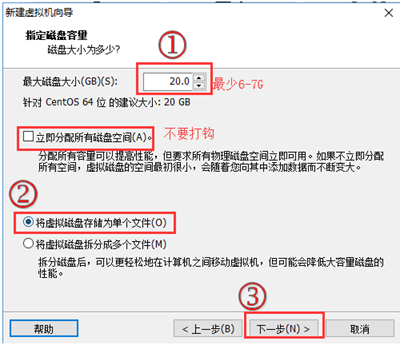 新建虚拟机向导
指定磁盘容量
磁盘大小为多少?
①
最大磁盘大小(GB)(S): 20.0 最少6-7G
针对 CentOS 64 位 的建议大小: 20 GB
立即分配所有磁盘空间(A)。 不要打钩
分配所有容量可以提高性能，但要求所有物理磁盘空间立即可用。如果不立即分配
所有空间，虚拟磁盘的空间最初很小，会随着您向其中添加数据而不断变大。
②
将虚拟磁盘存储为单个文件(O)
将虚拟磁盘拆分成多个文件(M)
拆分磁盘后，可以更轻松地在计算机之间移动虚拟机，但可能会降低大容量磁盘的
性能。
③
帮助 < 上一步(B) 下一步(N) > 取消